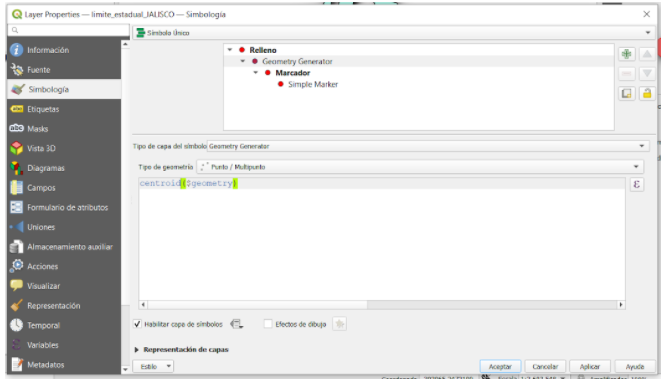 Layer Properties — limite_estadual_JALISCO — Simbología
Símbolo Único
Información
Fuente
Simbología
Etiquetas
Masks
Vista 3D
Diagramas
Campos
Formulario de atributos
Uniones
Almacenamiento auxiliar
Acciones
Visualizar
Representación
Temporal
Variables
Metadatos
Relleno
Geometry Generator
Marcador
Simple Marker
Tipo de capa del símbolo Geometry Generator
Tipo de geometría Punto / Multipunto
centroid($geometry)
ε
Habilitar capa de símbolos
Efectos de dibujo
Representación de capas
Estilo
Aceptar Cancelar Aplicar Ayuda